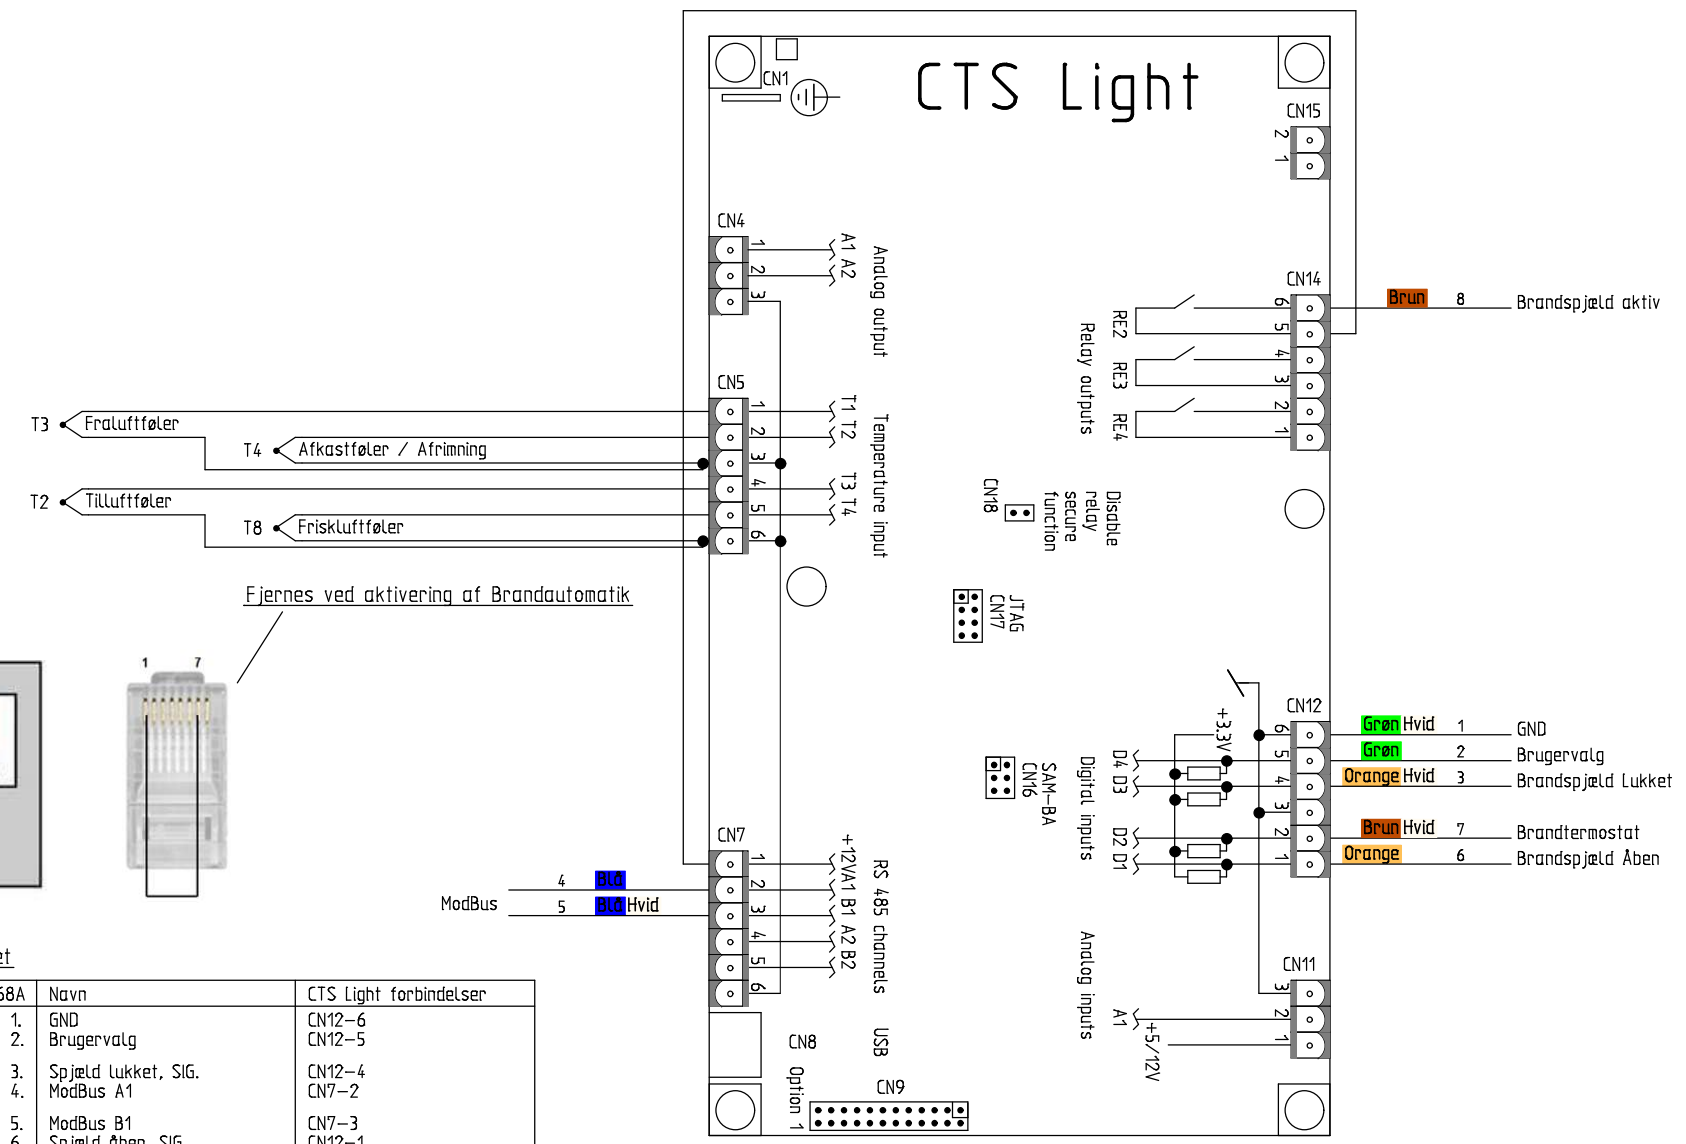 CTS Light
CN1
CN15
2
1
CN4
1
2
3
A1 A2
Analog output
CN14
6
5
4
3
2
1
RE2
RE3
RE4
Relay outputs
Brun 8 Brandspjæld aktiv
CN5
1
2
3
4
5
6
T1 T2
T3 T4
Temperature input
T3 Fraluftføler
T4 Afkastføler / Afrimning
T2 Tilluftføler
T8 Friskluftføler
CN18
Disable
relay
secure
function
Fjernes ved aktivering af Brandautomatik
1 7
JTAG
CN17
SAM-BA
CN16
CN12
6
5
4
3
2
1
+3.3V
D4 D3
D2 D1
Digital inputs
Grøn Hvid 1 GND
Grøn 2 Brugervalg
Orange Hvid 3 Brandspjæld Lukket
Brun Hvid 7 Brandtermostat
Orange 6 Brandspjæld Åben
CN7
1
2
3
4
5
6
+12V A1 B1 A2 B2
RS 485 channels
ModBus
4 Blå
5 Blå Hvid
CN11
3
2
1
A1
+5/12V
Analog inputs
CN8
USB
CN9
Option 1
et
68A Navn CTS Light forbindelser
1. GND CN12-6
2. Brugervalg CN12-5
3. Spjæld lukket, SIG. CN12-4
4. ModBus A1 CN7-2
5. ModBus B1 CN7-3
6. Spjæld Åben, SIG. CN12-1